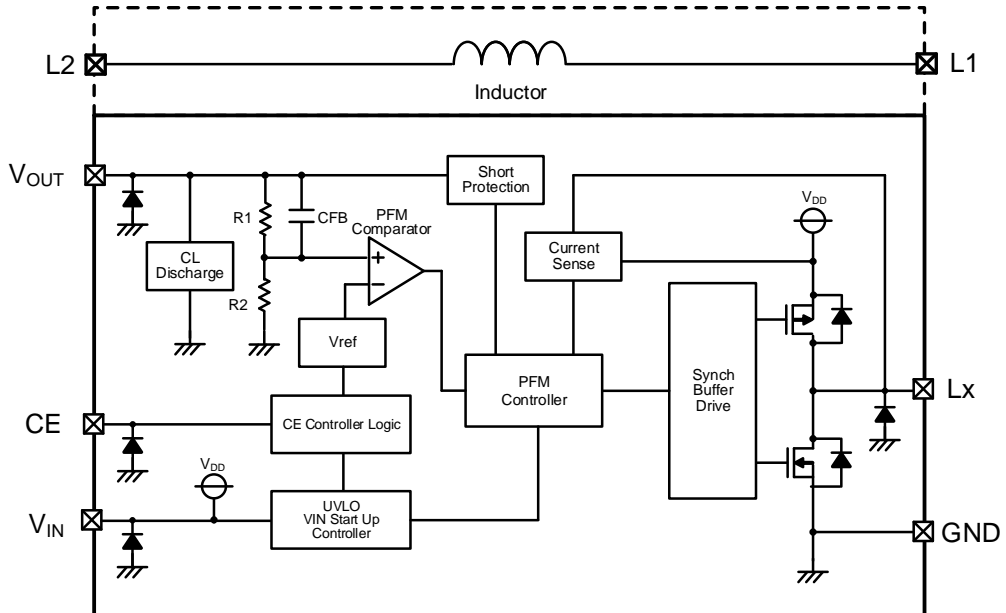 L2
L1
Inductor
VOUT
Short
Protection
VDD
R1
CFB
PFM
Comparator
+
−
CL
Discharge
R2
Current
Sense
Vref
PFM
Controller
Synch
Buffer
Drive
Lx
CE
CE Controller Logic
VDD
VIN
UVLO
VIN Start Up
Controller
GND